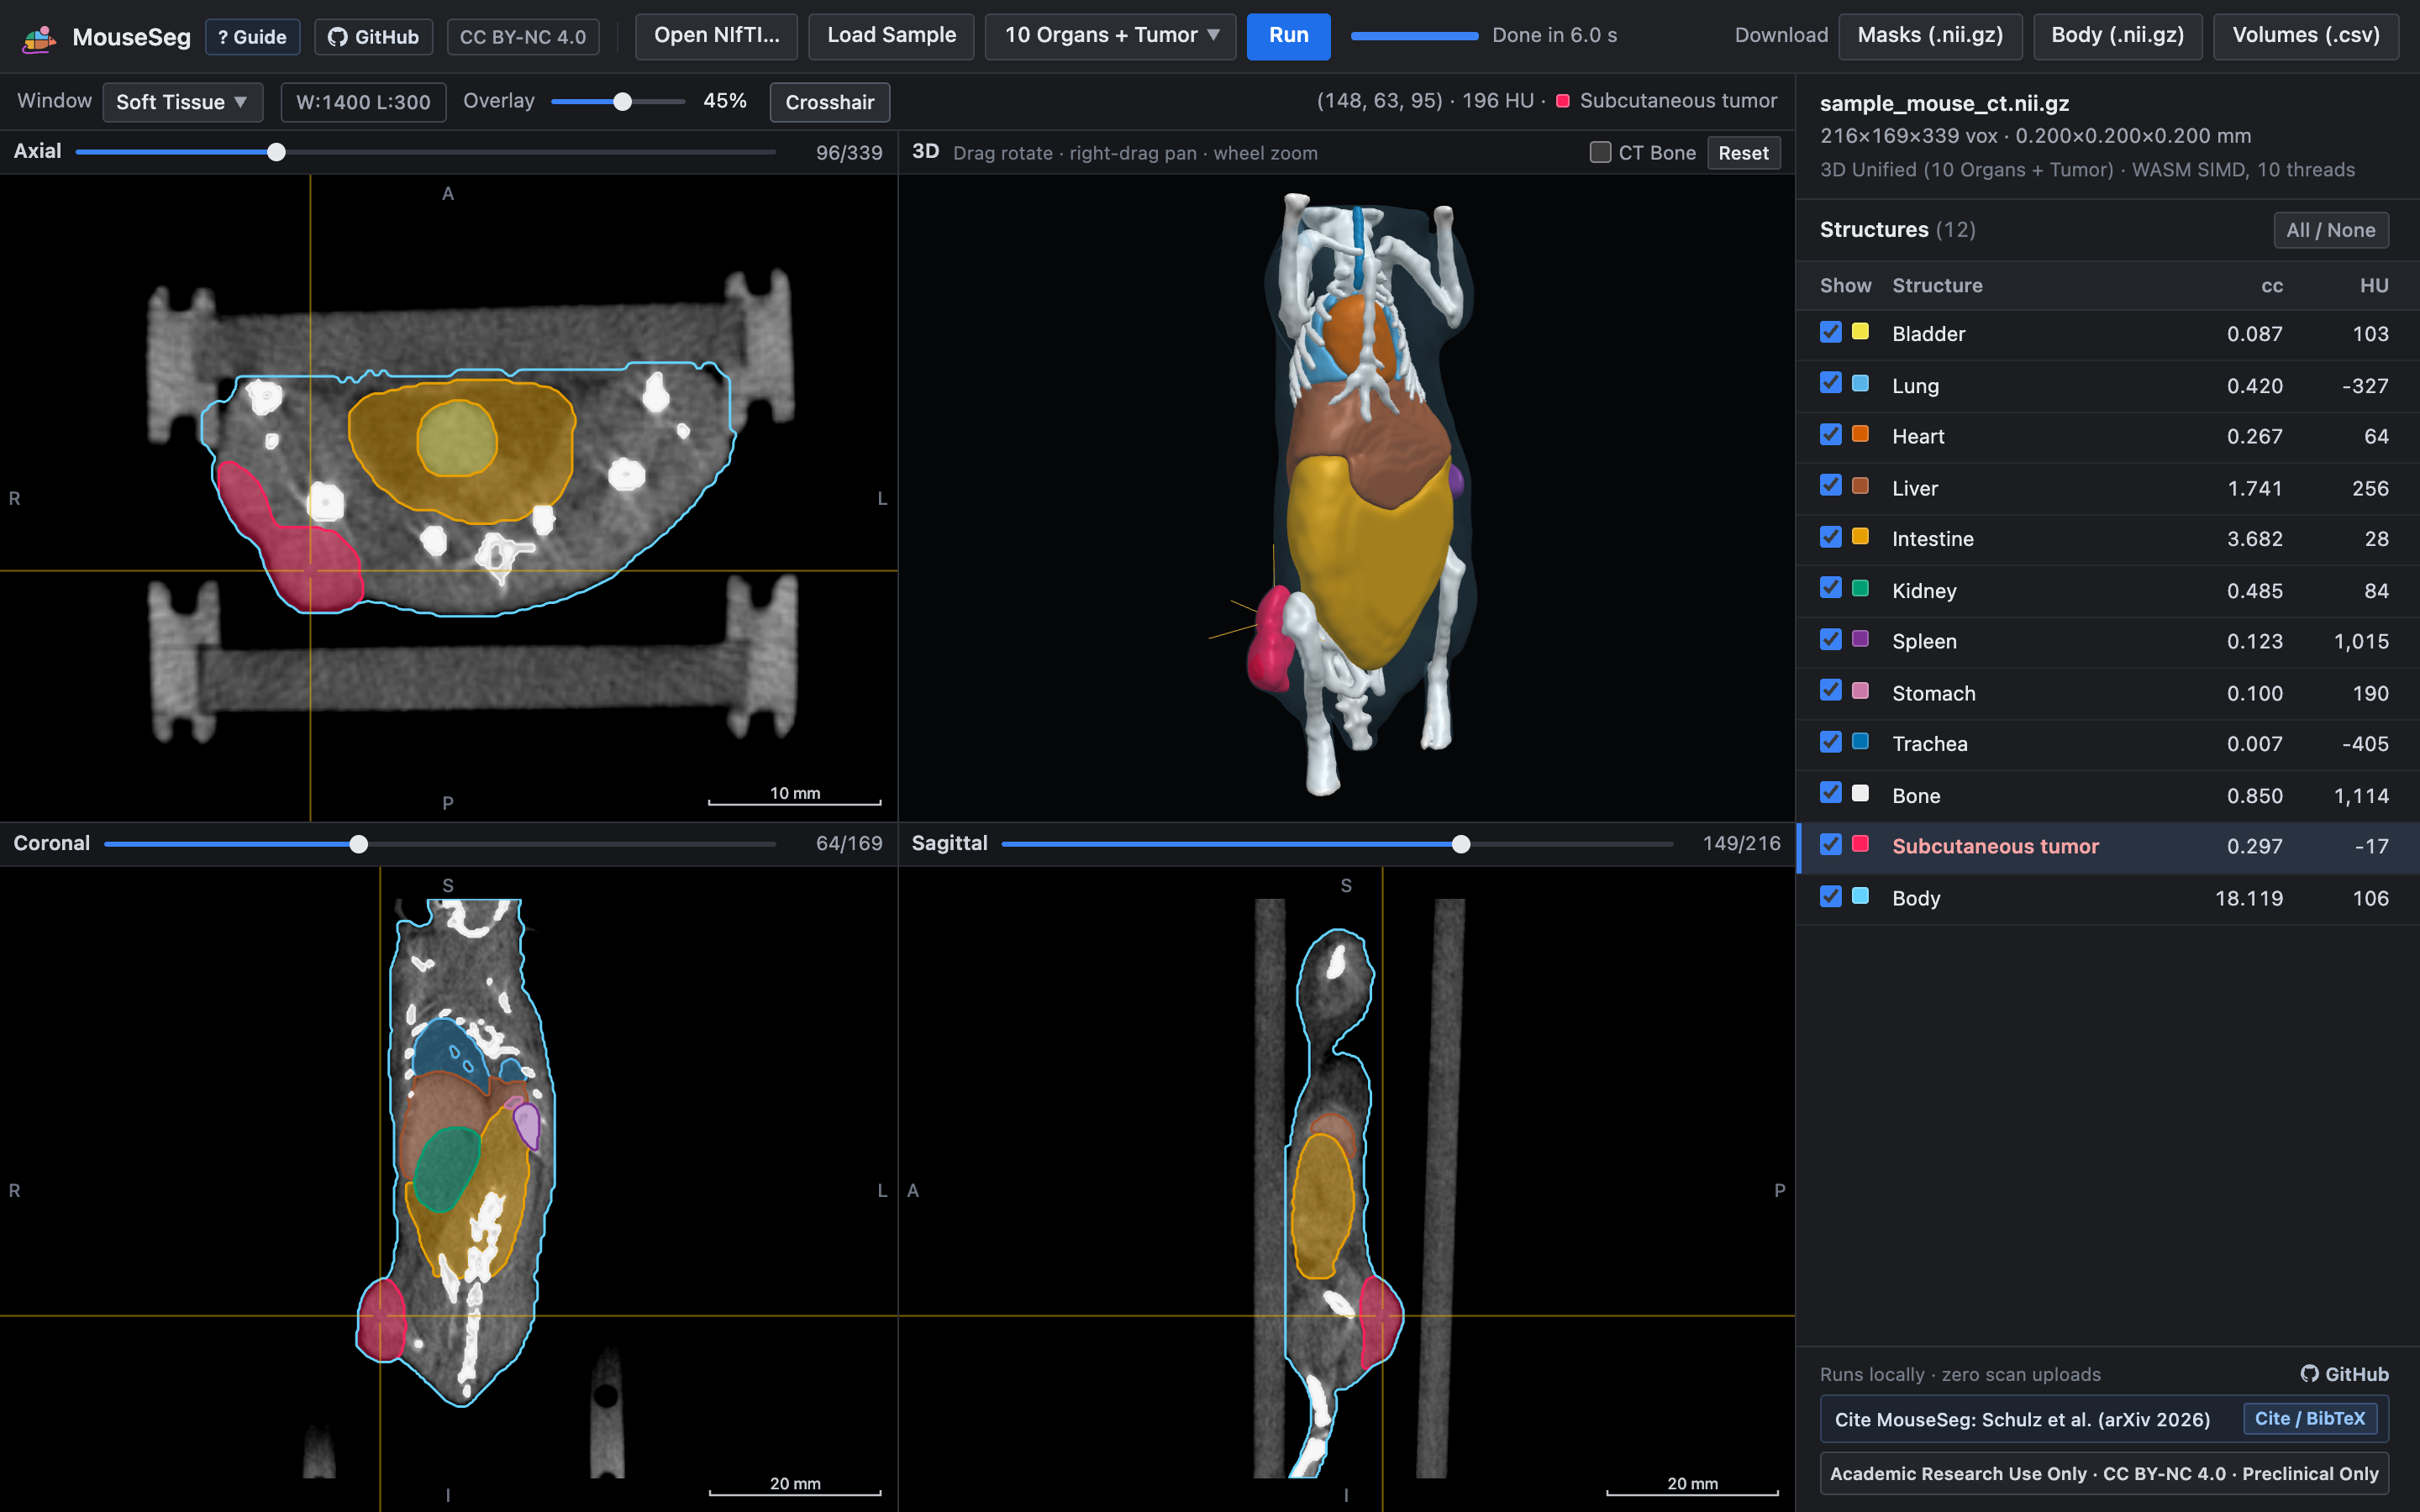 MouseSeg ? Guide GitHub CC BY-NC 4.0 Open NIfTI... Load Sample 10 Organs + Tumor ▼ Run Done in 6.0 s Download Masks (.nii.gz) Body (.nii.gz) Volumes (.csv)
Window Soft Tissue ▼ W:1400 L:300 Overlay 45% Crosshair (148, 63, 95) · 196 HU · Subcutaneous tumor
Axial 96/339
A
R
L
P
10 mm
3D Drag rotate · right-drag pan · wheel zoom CT Bone Reset
Coronal 64/169
S
R
L
I
20 mm
Sagittal 149/216
S
A
P
I
20 mm
sample_mouse_ct.nii.gz
216×169×339 vox · 0.200×0.200×0.200 mm
3D Unified (10 Organs + Tumor) · WASM SIMD, 10 threads
Structures (12) All / None
Show Structure cc HU
Bladder 0.087 103
Lung 0.420 -327
Heart 0.267 64
Liver 1.741 256
Intestine 3.682 28
Kidney 0.485 84
Spleen 0.123 1,015
Stomach 0.100 190
Trachea 0.007 -405
Bone 0.850 1,114
Subcutaneous tumor 0.297 -17
Body 18.119 106
Runs locally · zero scan uploads GitHub
Cite MouseSeg: Schulz et al. (arXiv 2026) Cite / BibTeX
Academic Research Use Only · CC BY-NC 4.0 · Preclinical Only